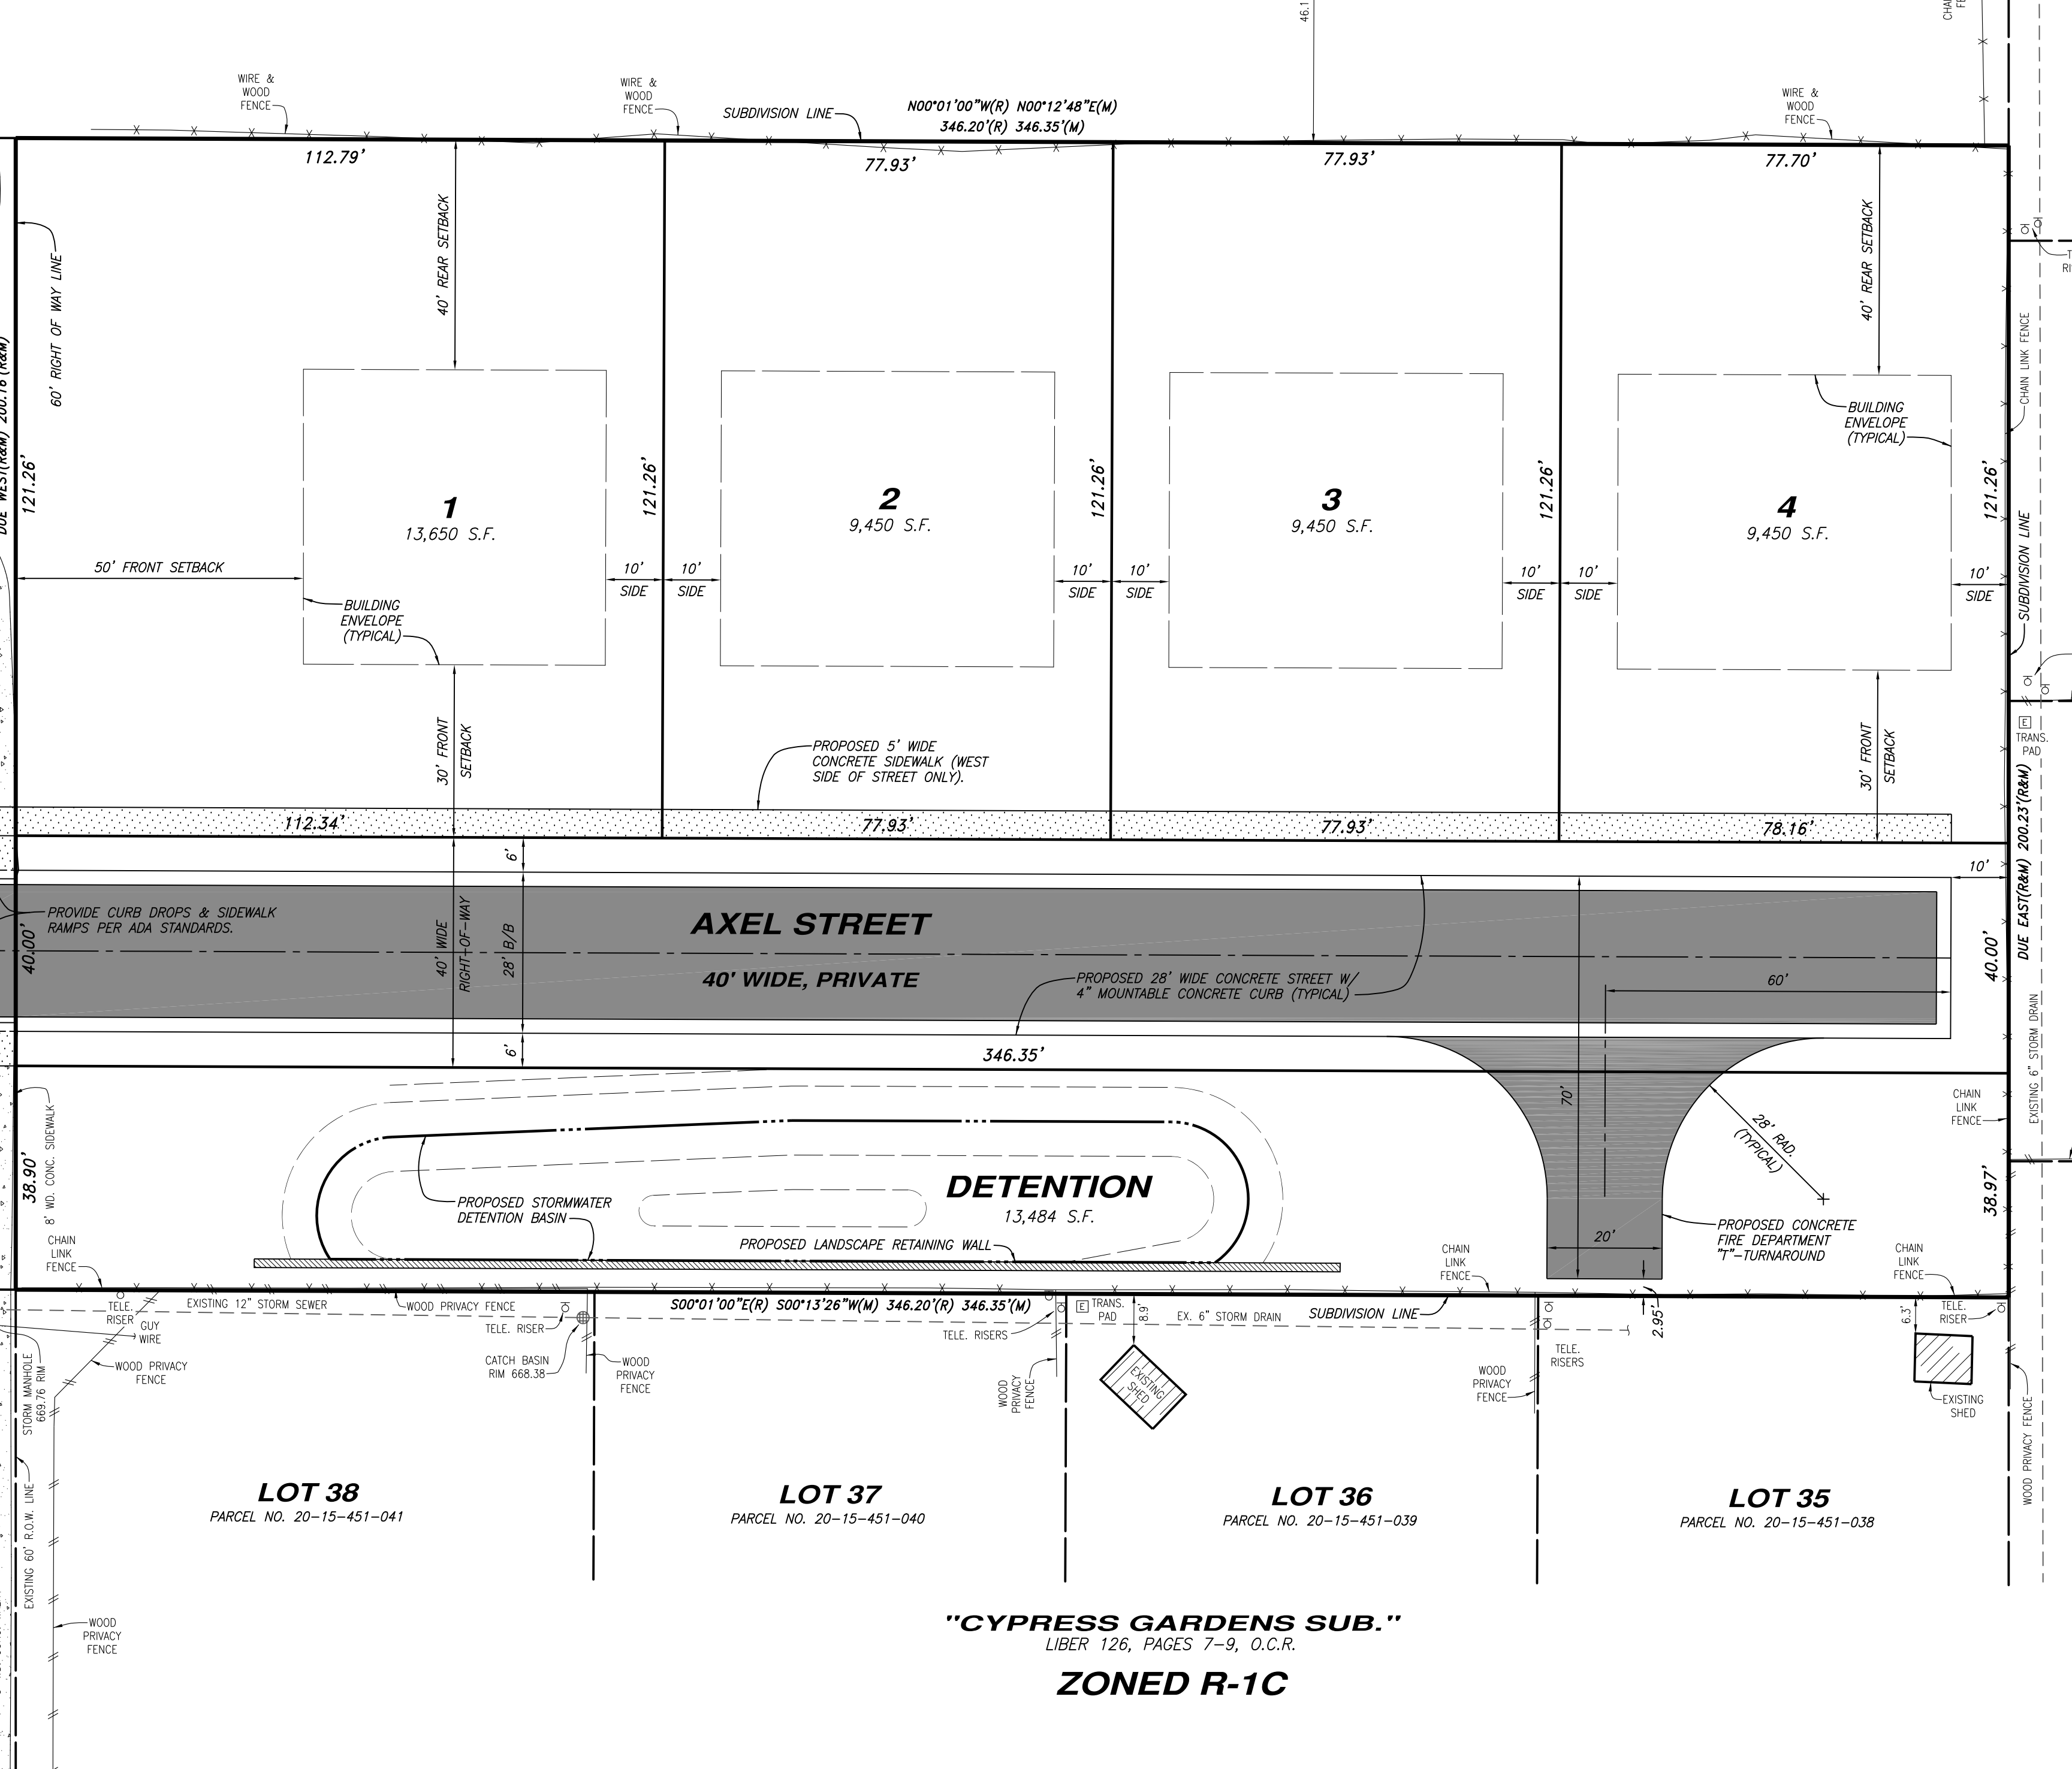 46.1
WIRE &
WOOD
FENCE
WIRE &
WOOD
FENCE
SUBDIVISION LINE
N00°01'00"W(R) N00°12'48"E(M)
346.20'(R) 346.35'(M)
WIRE &
WOOD
FENCE
112.79'
77.93'
77.93'
77.70'
60' RIGHT OF WAY LINE
40' REAR SETBACK
40' REAR SETBACK
CHAIN LINK FENCE
DUE WEST(R&M) 200.16'(R&M)
121.26'
121.26'
121.26'
121.26'
121.26'
1
13,650 S.F.
2
9,450 S.F.
3
9,450 S.F.
4
9,450 S.F.
BUILDING
ENVELOPE
(TYPICAL)
SUBDIVISION LINE
50' FRONT SETBACK
10'
SIDE
10'
SIDE
10'
SIDE
10'
SIDE
10'
SIDE
10'
SIDE
10'
SIDE
BUILDING
ENVELOPE
(TYPICAL)
30' FRONT
SETBACK
PROPOSED 5' WIDE
CONCRETE SIDEWALK (WEST
SIDE OF STREET ONLY).
30' FRONT
SETBACK
E
TRANS.
PAD
DUE EAST(R&M) 200.23'(R&M)
112.34'
77.93'
77.93'
78.16'
6'
10'
PROVIDE CURB DROPS & SIDEWALK
RAMPS PER ADA STANDARDS.
40.00'
40' WIDE
RIGHT-OF-WAY
28' B/B
AXEL STREET
40' WIDE, PRIVATE
PROPOSED 28' WIDE CONCRETE STREET W/
4" MOUNTABLE CONCRETE CURB (TYPICAL)
60'
40.00'
6'
346.35'
70'
EXISTING 6" STORM DRAIN
CHAIN
LINK
FENCE
28' RAD.
(TYPICAL)
38.90'
8' WD. CONC. SIDEWALK
DETENTION
13,484 S.F.
PROPOSED STORMWATER
DETENTION BASIN
PROPOSED LANDSCAPE RETAINING WALL
20'
PROPOSED CONCRETE
FIRE DEPARTMENT
"T"-TURNAROUND
38.97'
CHAIN
LINK
FENCE
CHAIN
LINK
FENCE
CHAIN
LINK
FENCE
TELE.
RISER
EXISTING 12" STORM SEWER
WOOD PRIVACY FENCE
S00°01'00"E(R) S00°13'26"W(M) 346.20'(R) 346.35'(M)
E
TRANS.
PAD
8.9'
EX. 6" STORM DRAIN
SUBDIVISION LINE
2.95'
6.3'
TELE.
RISER
GUY
WIRE
TELE. RISER
TELE. RISERS
TELE.
RISERS
STORM MANHOLE
669.76 RIM
WOOD PRIVACY
FENCE
CATCH BASIN
RIM 668.38
WOOD
PRIVACY
FENCE
WOOD
PRIVACY
FENCE
EXISTING
SHED
WOOD
PRIVACY
FENCE
EXISTING
SHED
WOOD PRIVACY FENCE
EXISTING 60' R.O.W. LINE
LOT 38
PARCEL NO. 20-15-451-041
LOT 37
PARCEL NO. 20-15-451-040
LOT 36
PARCEL NO. 20-15-451-039
LOT 35
PARCEL NO. 20-15-451-038
WOOD
PRIVACY
FENCE
"CYPRESS GARDENS SUB."
LIBER 126, PAGES 7-9, O.C.R.
ZONED R-1C